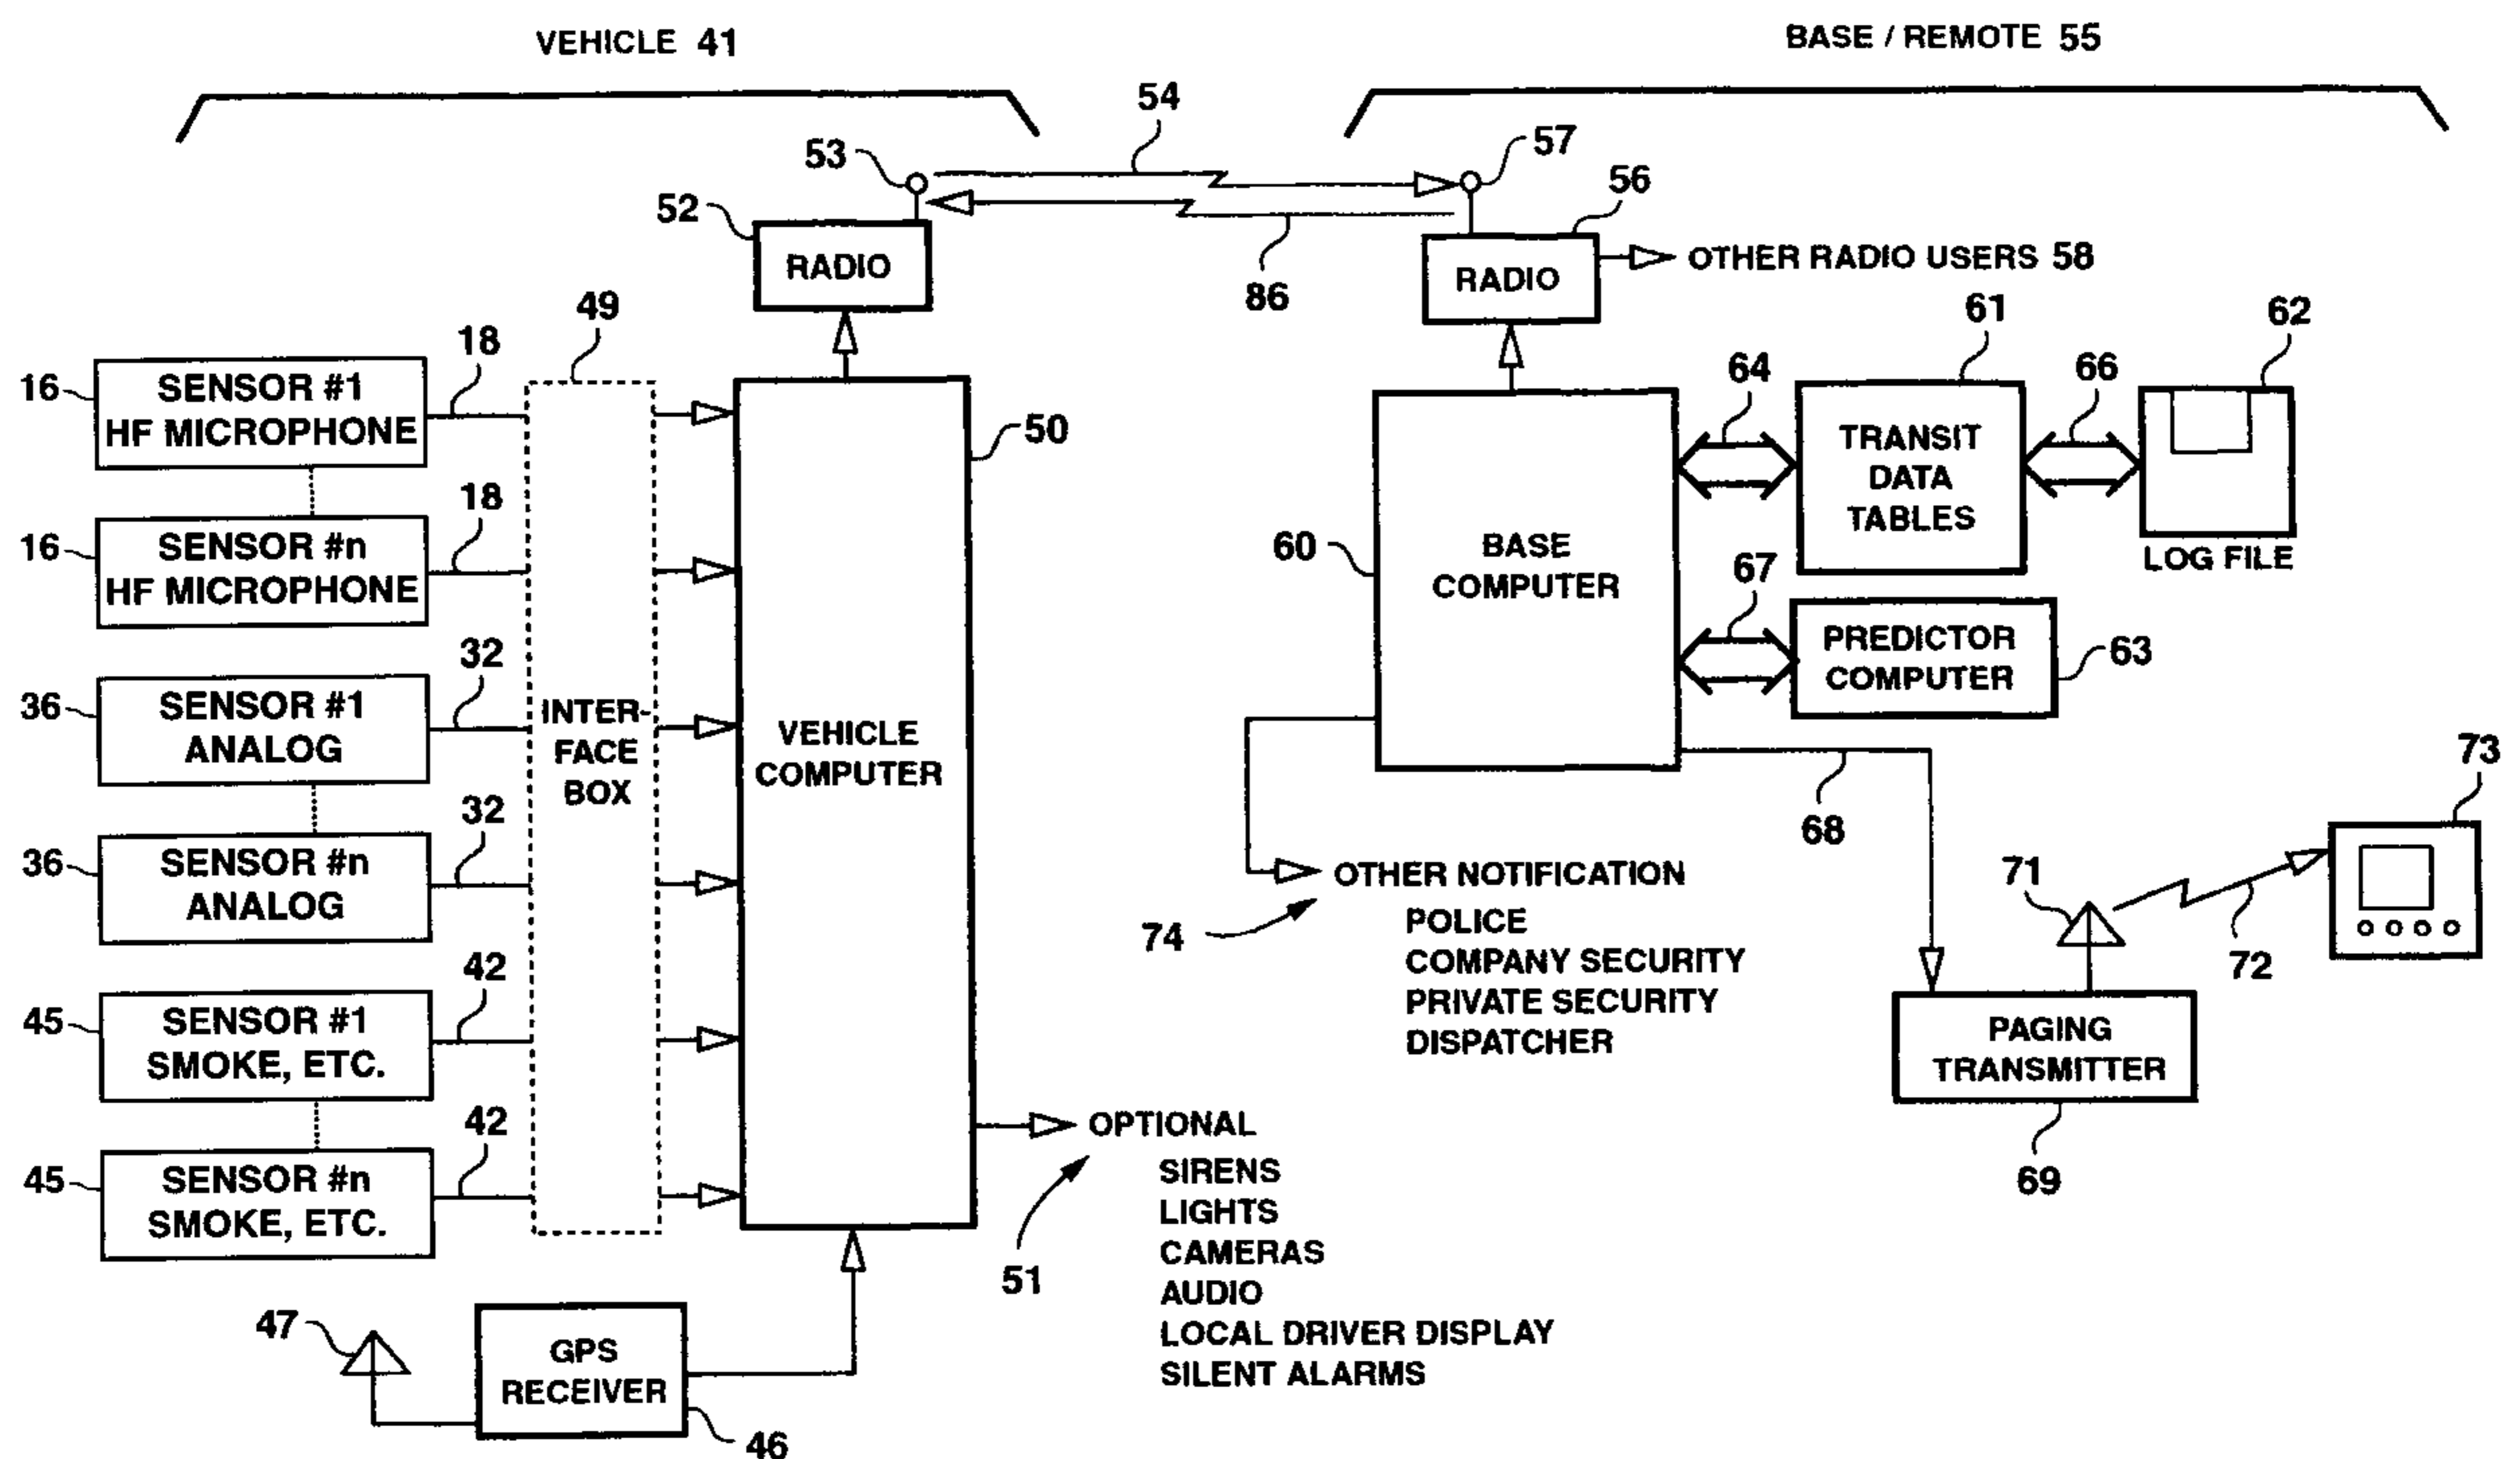 VEHICLE 41
BASE / REMOTE 55
54
53
57
52
56
RADIO
RADIO
OTHER RADIO USERS 58
86
49
61
62
18
64
66
16
SENSOR #1
HF MICROPHONE
50
TRANSIT
DATA
TABLES
18
16
SENSOR #n
HF MICROPHONE
60
BASE
COMPUTER
LOG FILE
67
32
PREDICTOR
COMPUTER
63
36
SENSOR #1
ANALOG
INTER-
FACE
BOX
VEHICLE
COMPUTER
73
32
68
36
SENSOR #n
ANALOG
OTHER NOTIFICATION
POLICE
COMPANY SECURITY
PRIVATE SECURITY
DISPATCHER
74
71
72
42
45
SENSOR #1
SMOKE, ETC.
PAGING
TRANSMITTER
69
42
45
SENSOR #n
SMOKE, ETC.
OPTIONAL
SIRENS
LIGHTS
CAMERAS
AUDIO
LOCAL DRIVER DISPLAY
SILENT ALARMS
51
47
GPS
RECEIVER
46